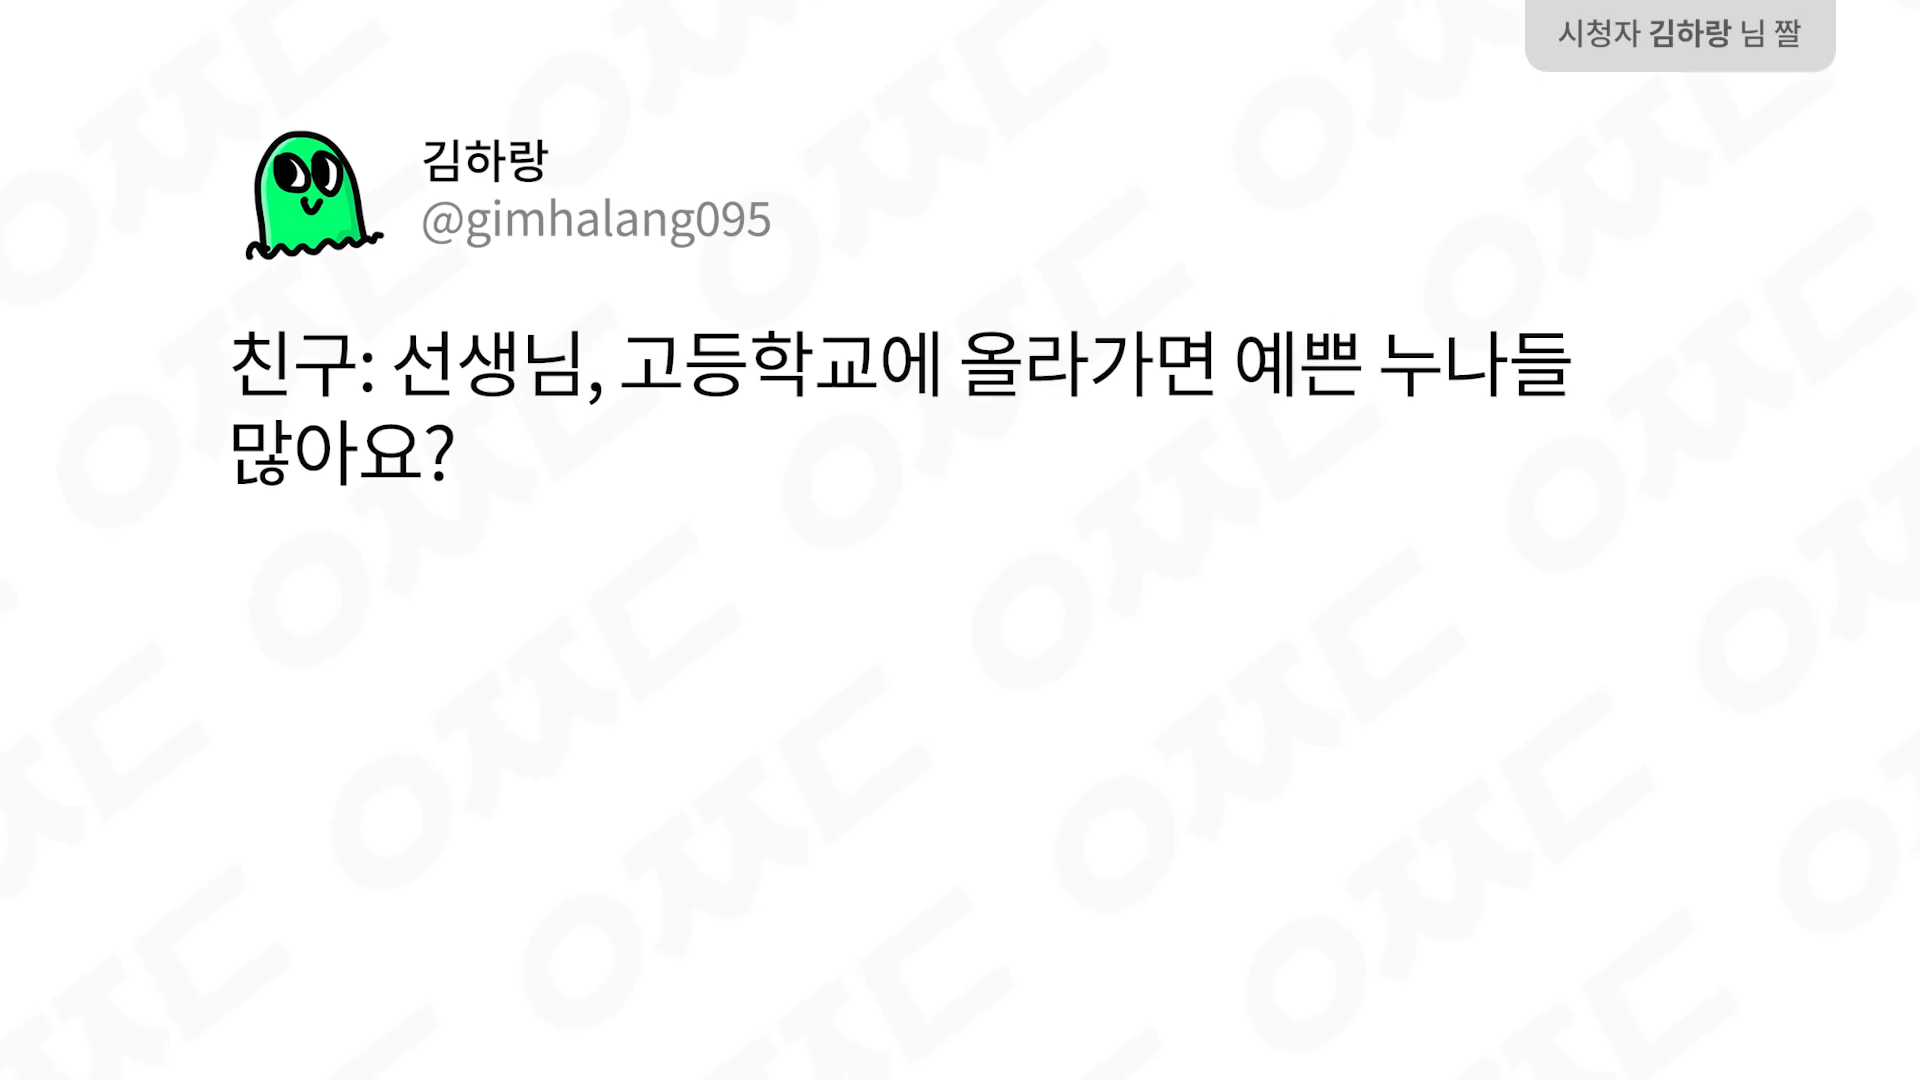 시청자 김하랑 님 짤
김하랑
@gimhalang095
친구: 선생님, 고등학교에 올라가면 예쁜 누나들
많아요?